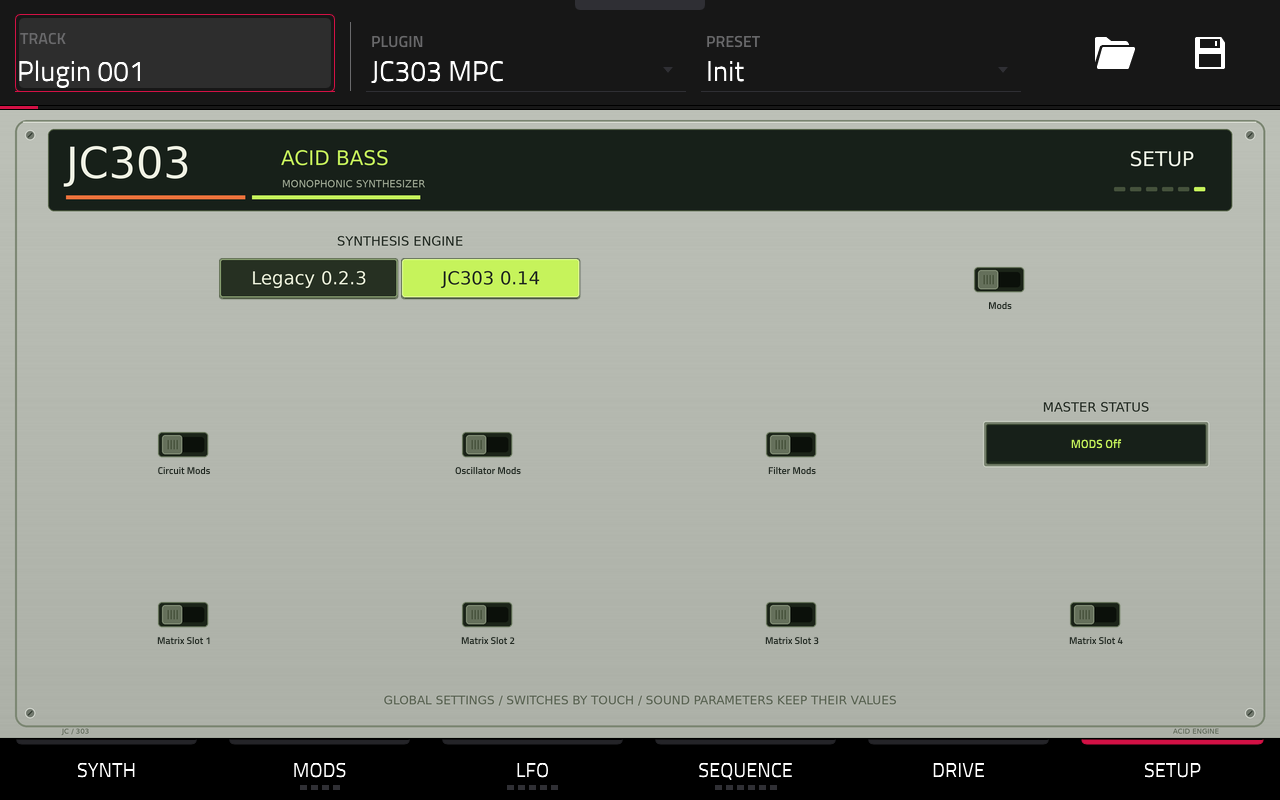 TRACK
Plugin 001
PLUGIN
JC303 MPC
PRESET
Init
JC303
ACID BASS
MONOPHONIC SYNTHESIZER
SETUP
SYNTHESIS ENGINE
Legacy 0.2.3
JC303 0.14
Mods
MASTER STATUS
MODS Off
Circuit Mods
Oscillator Mods
Filter Mods
Matrix Slot 1
Matrix Slot 2
Matrix Slot 3
Matrix Slot 4
GLOBAL SETTINGS / SWITCHES BY TOUCH / SOUND PARAMETERS KEEP THEIR VALUES
JC / 303
ACID ENGINE
SYNTH
MODS
LFO
SEQUENCE
DRIVE
SETUP